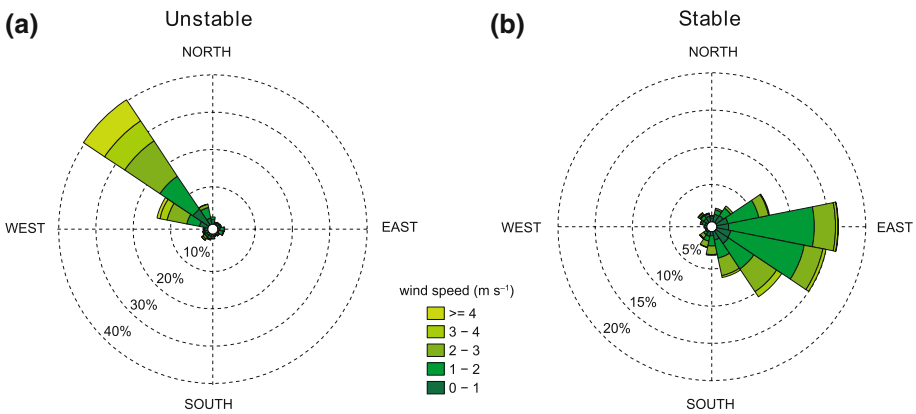 (a)
Unstable
NORTH
WEST
EAST
SOUTH
10%
20%
30%
40%
wind speed (m s⁻¹)
>= 4
3 − 4
2 − 3
1 − 2
0 − 1
(b)
Stable
NORTH
WEST
EAST
SOUTH
5%
10%
15%
20%